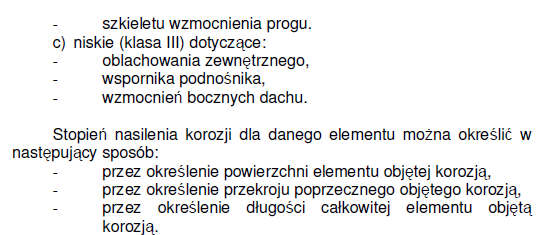 - szkieletu wzmocnienia progu.
c) niskie (klasa III) dotyczące:
- oblachowania zewnętrznego,
- wspornika podnośnika,
- wzmocnień bocznych dachu.
Stopień nasilenia korozji dla danego elementu można określić w
następujący sposób:
- przez określenie powierzchni elementu objętej korozją,
- przez określenie przekroju poprzecznego objętego korozją,
- przez określenie długości całkowitej elementu objętą
korozją.